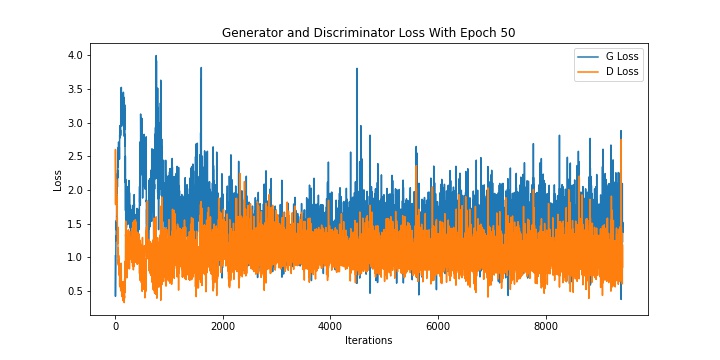 Generator and Discriminator Loss With Epoch 50
G Loss
D Loss
4.0
3.5
3.0
2.5
2.0
1.5
1.0
0.5
Loss
0 2000 4000 6000 8000
Iterations